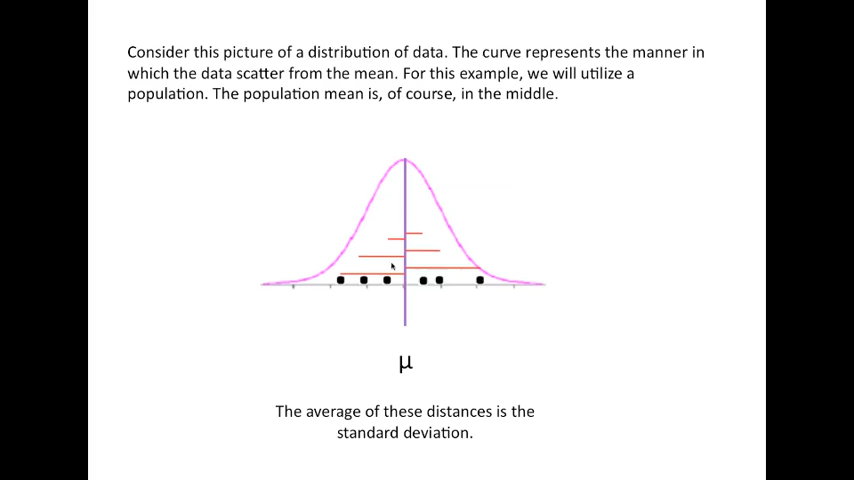 Consider this picture of a distribution of data. The curve represents the manner in
which the data scatter from the mean. For this example, we will utilize a
population. The population mean is, of course, in the middle.
μ
The average of these distances is the
standard deviation.